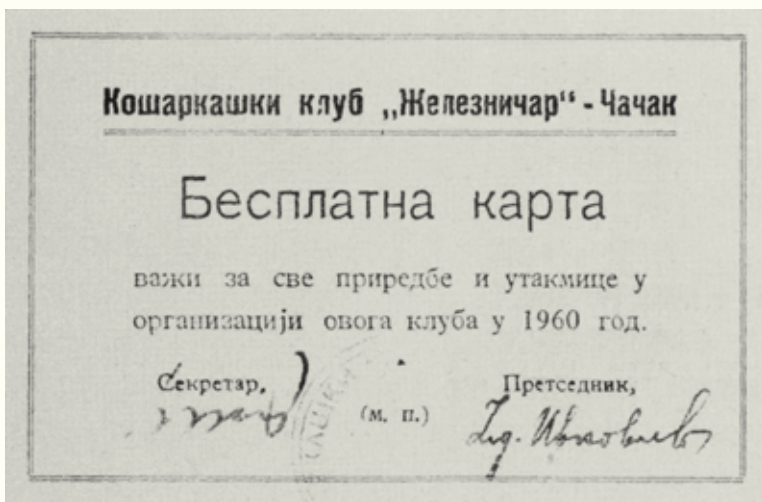 Кошаркашки клуб „Железничар“ - Чачак
Бесплатна карта
важи за све приредбе и утакмице у
организацији овога клуба у 1960 год.
Секретар,
(м. п.)
Претседник,